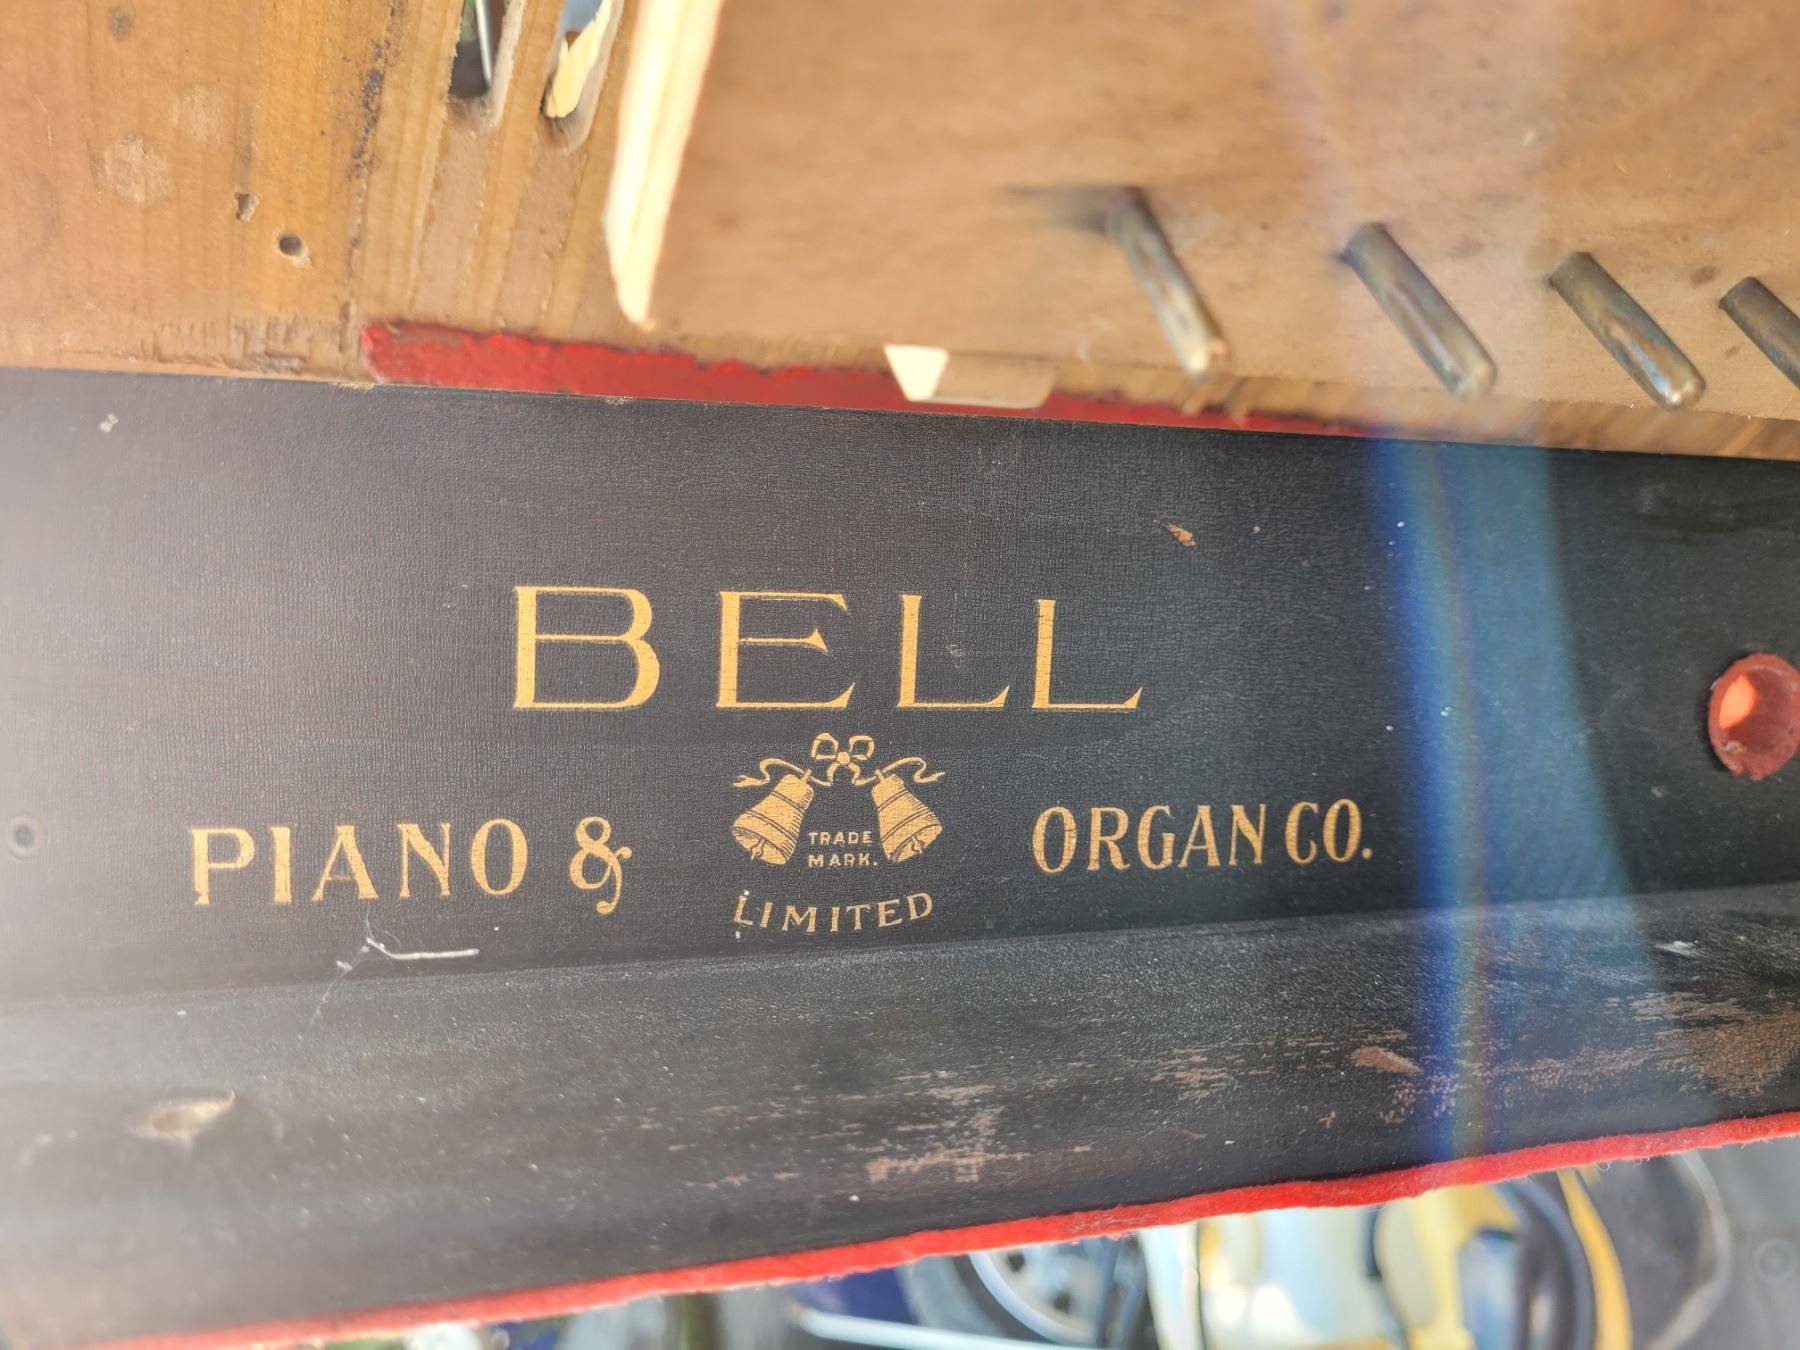 BELL
PIANO & ORGAN CO.
TRADE
MARK.
LIMITED